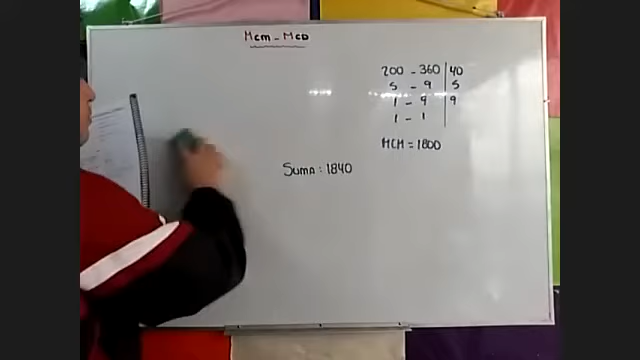 MCM - MCD
200 - 360 | 40
5 - 9 | 5
1 - 9 | 9
1 - 1
MCM = 1800
SUMA : 1840